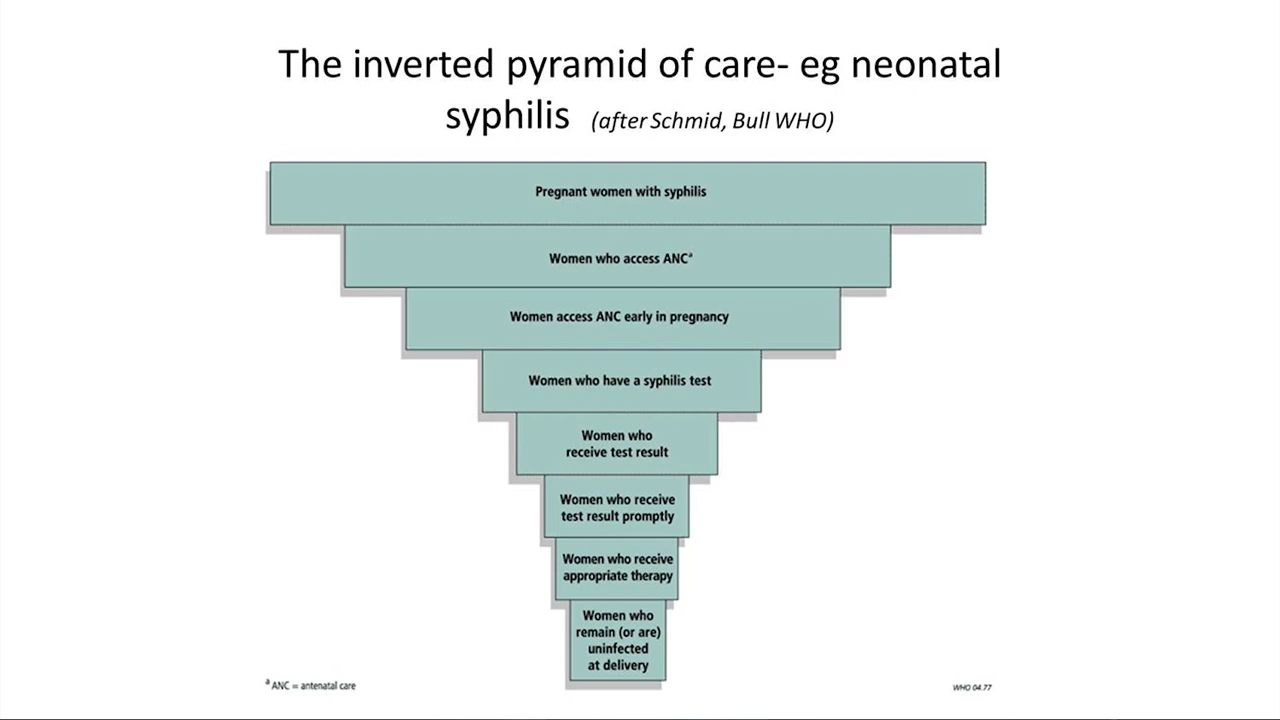 The inverted pyramid of care- eg neonatal
syphilis (after Schmid, Bull WHO)
Pregnant women with syphilis
Women who access ANCª
Women access ANC early in pregnancy
Women who have a syphilis test
Women who
receive test result
Women who receive
test result promptly
Women who receive
appropriate therapy
Women who
remain (or are)
uninfected
at delivery
ª ANC = antenatal care
WHO 04.77